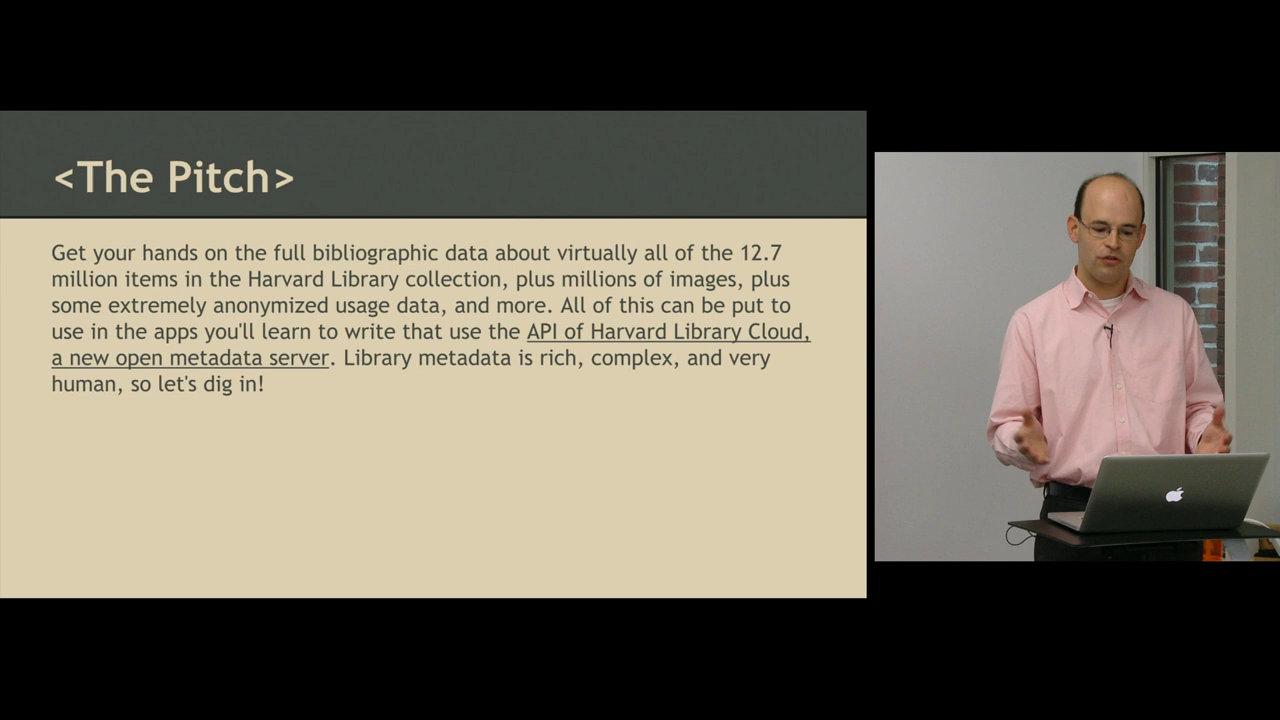 <The Pitch>
Get your hands on the full bibliographic data about virtually all of the 12.7
million items in the Harvard Library collection, plus millions of images, plus
some extremely anonymized usage data, and more. All of this can be put to
use in the apps you'll learn to write that use the API of Harvard Library Cloud,
a new open metadata server. Library metadata is rich, complex, and very
human, so let's dig in!